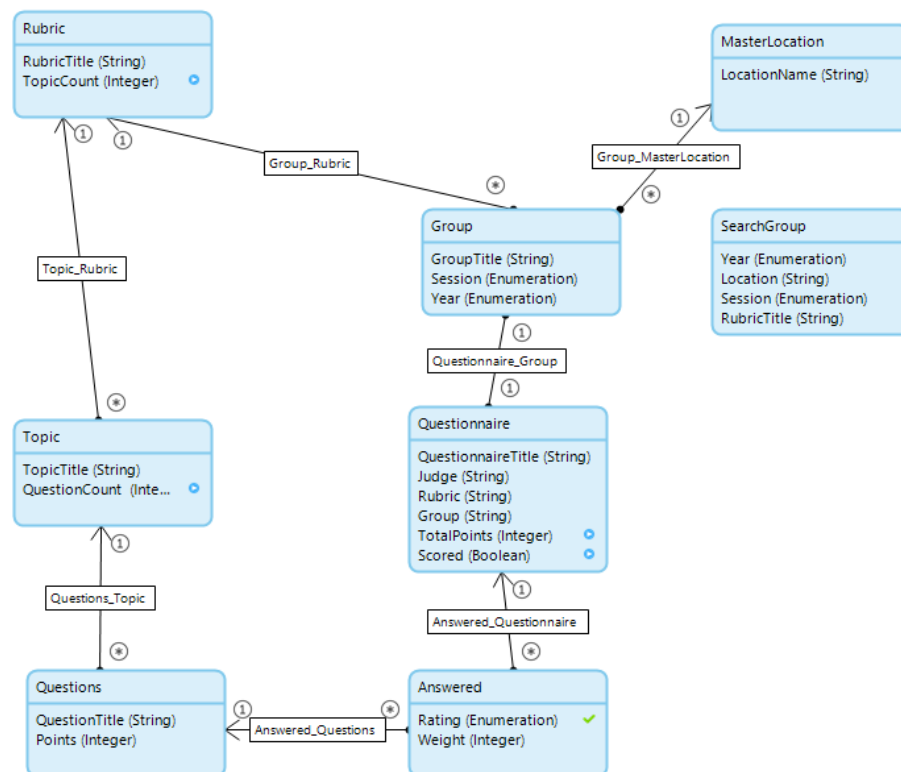 Rubric
RubricTitle (String)
TopicCount (Integer)
MasterLocation
LocationName (String)
1
1
1
Group_Rubric
Group_MasterLocation
*
*
Group
GroupTitle (String)
Session (Enumeration)
Year (Enumeration)
SearchGroup
Year (Enumeration)
Location (String)
Session (Enumeration)
RubricTitle (String)
Topic_Rubric
1
Questionnaire_Group
1
*
Topic
TopicTitle (String)
QuestionCount (Inte...
Questionnaire
QuestionnaireTitle (String)
Judge (String)
Rubric (String)
Group (String)
TotalPoints (Integer)
Scored (Boolean)
1
1
Questions_Topic
Answered_Questionnaire
*
*
Questions
QuestionTitle (String)
Points (Integer)
1
*
Answered_Questions
Answered
Rating (Enumeration)
Weight (Integer)